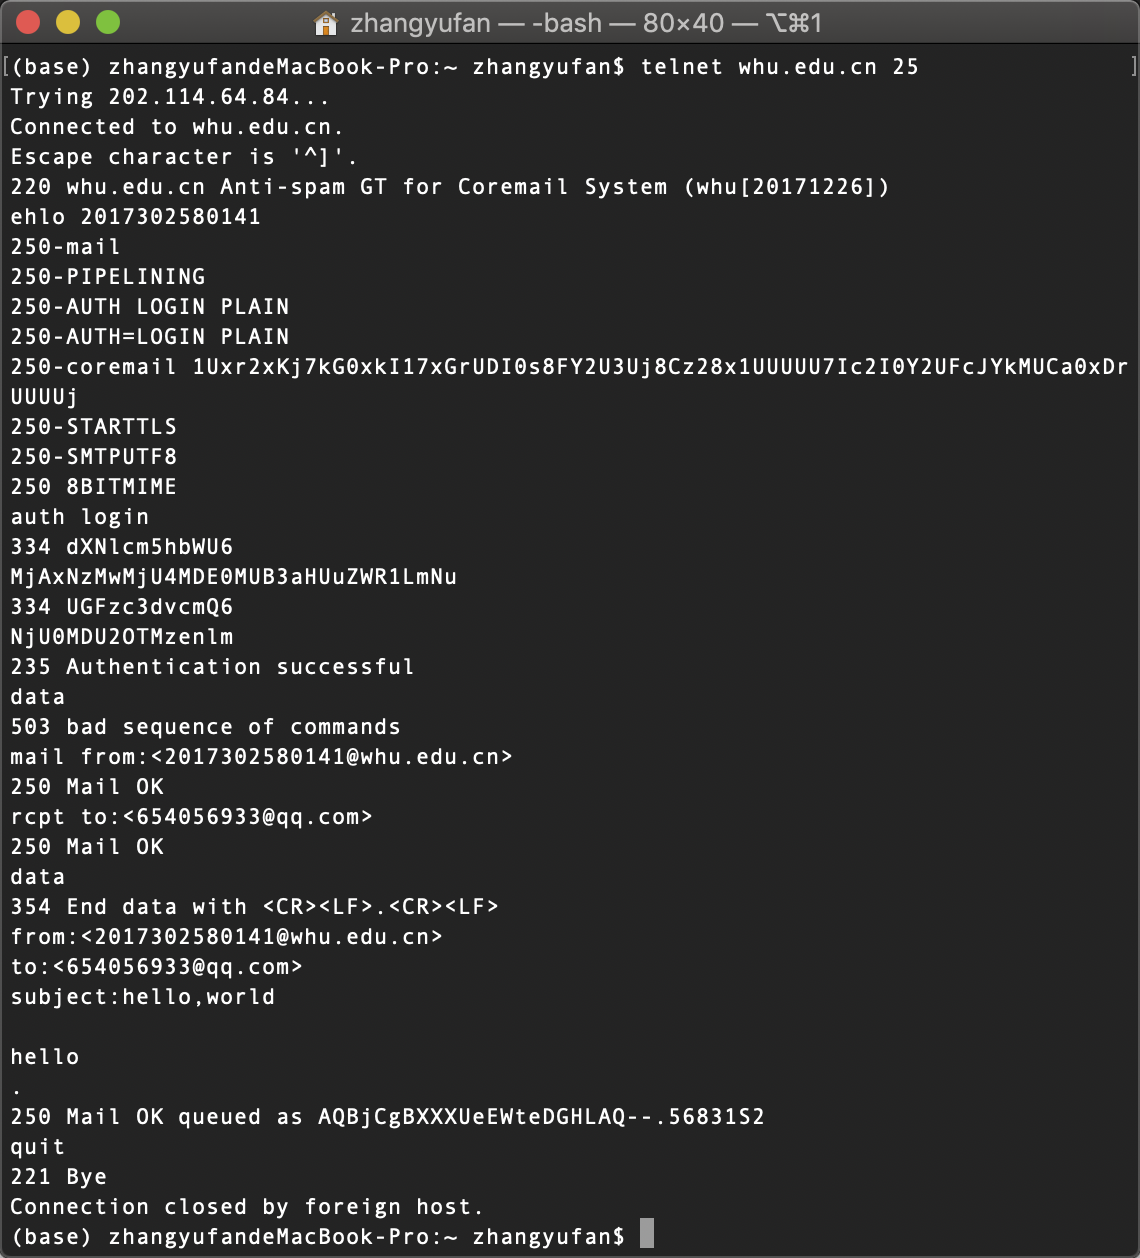 zhangyufan — -bash — 80×40 — ⌥⌘1
(base) zhangyufandeMacBook-Pro:~ zhangyufan$ telnet whu.edu.cn 25
Trying 202.114.64.84...
Connected to whu.edu.cn.
Escape character is '^]'.
220 whu.edu.cn Anti-spam GT for Coremail System (whu[20171226])
ehlo 2017302580141
250-mail
250-PIPELINING
250-AUTH LOGIN PLAIN
250-AUTH=LOGIN PLAIN
250-coremail 1Uxr2xKj7kG0xkI17xGrUDI0s8FY2U3Uj8Cz28x1UUUUU7Ic2I0Y2UFcJYkMUCa0xDr
UUUUj
250-STARTTLS
250-SMTPUTF8
250 8BITMIME
auth login
334 dXNlcm5hbWU6
MjAxNzMwMjU4MDE0MUB3aHUuZWR1LmNu
334 UGFzc3dvcmQ6
NjU0MDU2OTMzenlm
235 Authentication successful
data
503 bad sequence of commands
mail from:<2017302580141@whu.edu.cn>
250 Mail OK
rcpt to:<654056933@qq.com>
250 Mail OK
data
354 End data with <CR><LF>.<CR><LF>
from:<2017302580141@whu.edu.cn>
to:<654056933@qq.com>
subject:hello,world

hello
.
250 Mail OK queued as AQBjCgBXXXUeEWteDGHLAQ--.56831S2
quit
221 Bye
Connection closed by foreign host.
(base) zhangyufandeMacBook-Pro:~ zhangyufan$